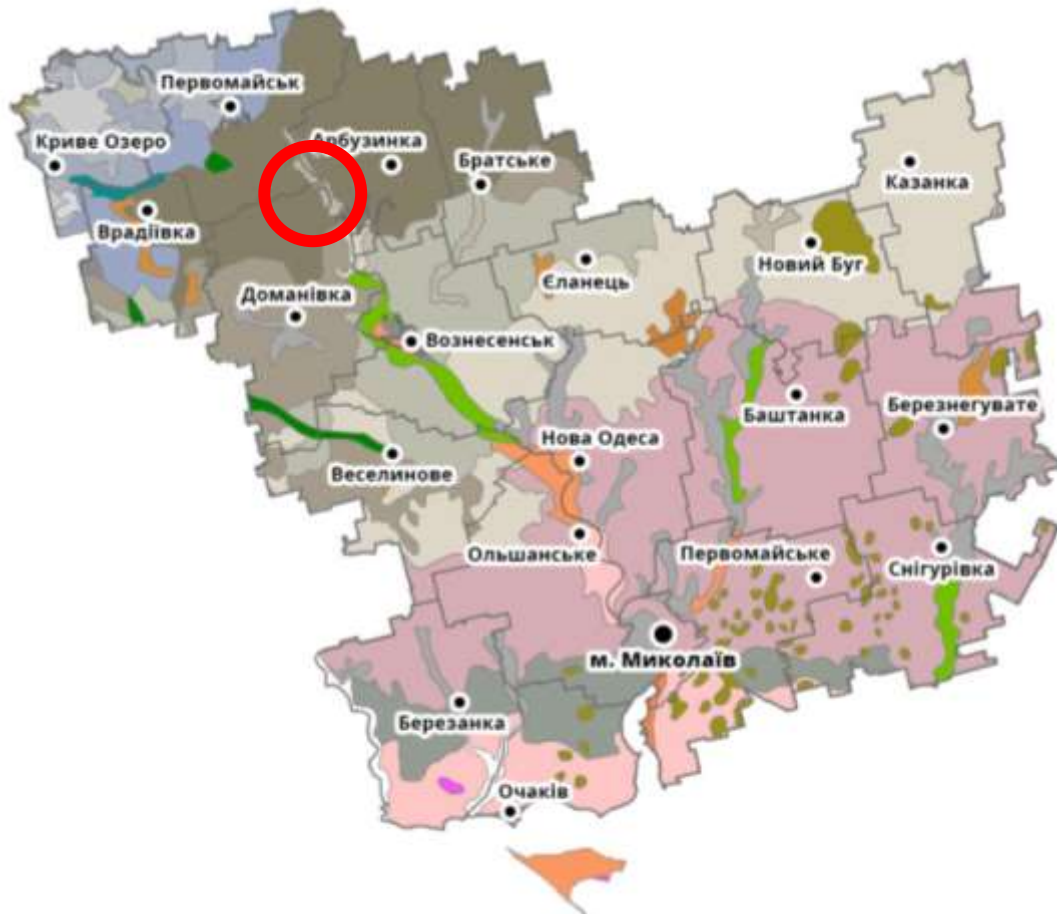 Первомайськ
Арбузинка
Криве Озеро
Братське
Казанка
Врадіївка
Новий Буг
Єланець
Доманівка
Вознесенськ
Баштанка
Березнегувате
Нова Одеса
Веселинове
Ольшанське
Первомайське
Снігурівка
м. Миколаїв
Березанка
Очаків